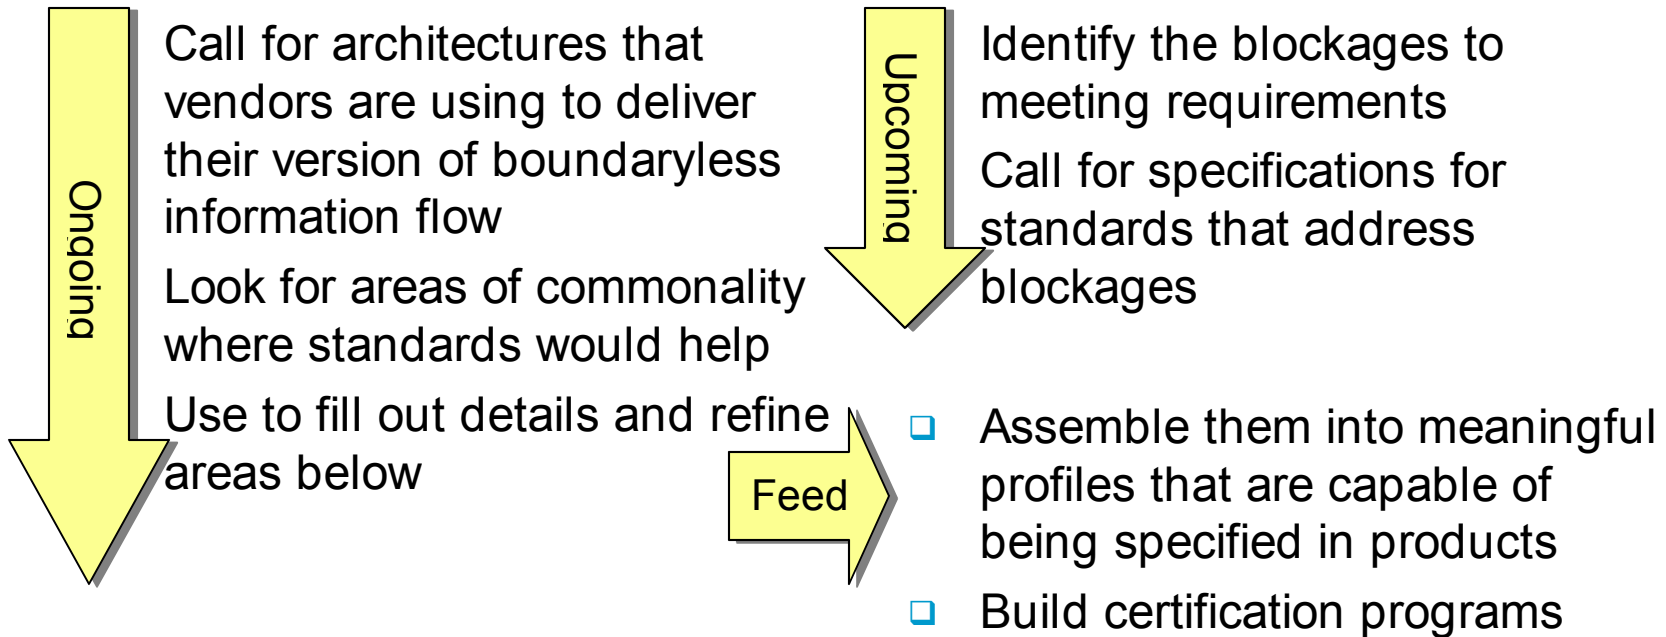 Ongoing
Call for architectures that
vendors are using to deliver
their version of boundaryless
information flow
Look for areas of commonality
where standards would help
Use to fill out details and refine
areas below
Feed
Upcoming
Identify the blockages to
meeting requirements
Call for specifications for
standards that address
blockages
Assemble them into meaningful
profiles that are capable of
being specified in products
Build certification programs